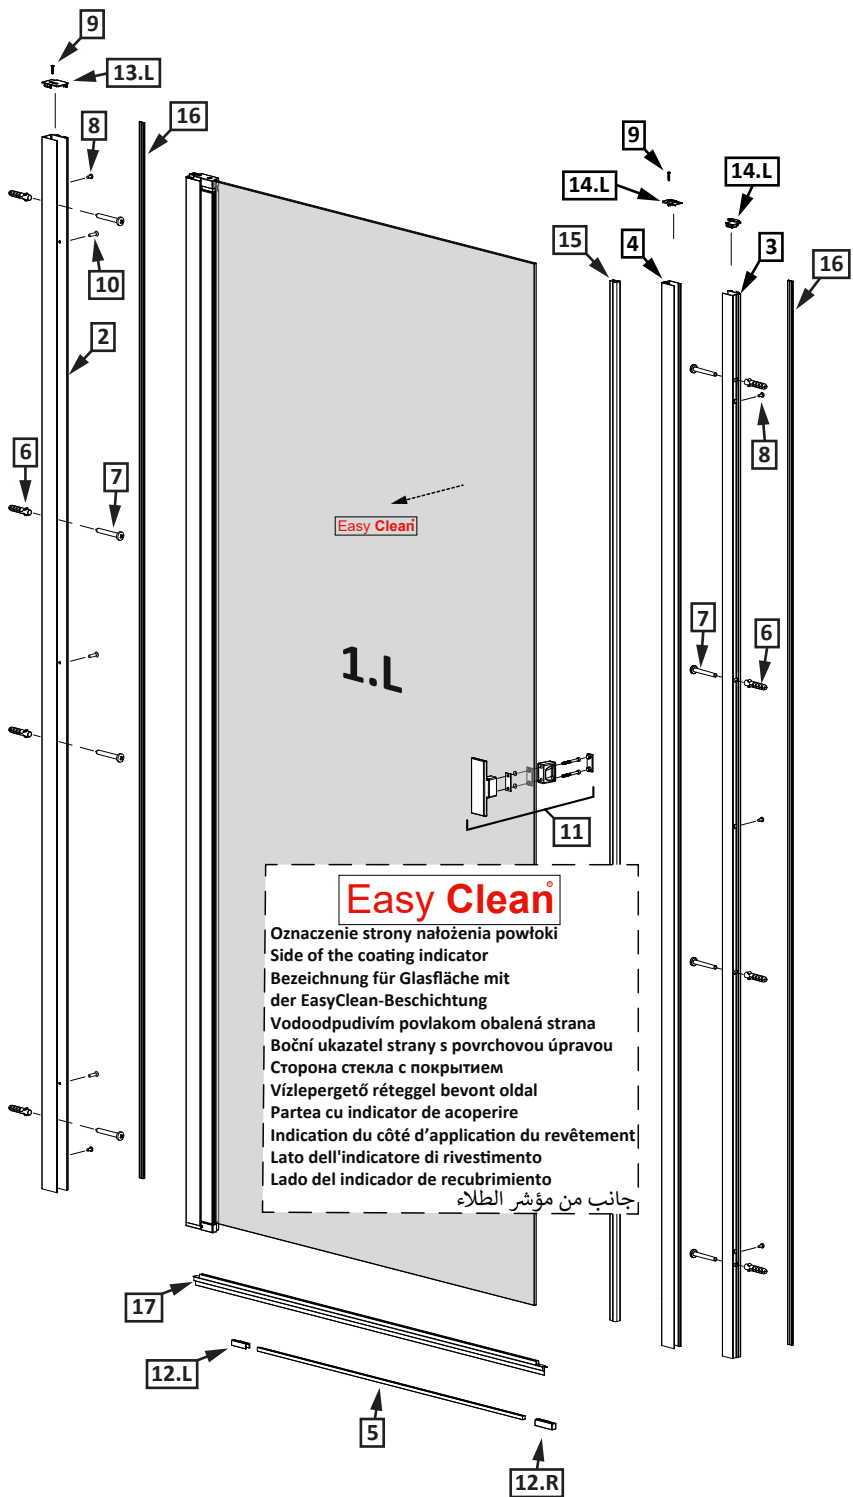 9
13.L
16
8
9
14.L
14.L
15
4
3
16
10
2
8
6
7
Easy Clean
1.L
7
6
11
Easy Clean®
Oznaczenie strony nałożenia powłoki
Side of the coating indicator
Bezeichnung für Glasfläche mit
der EasyClean-Beschichtung
Vodoodpudivím povlakom obalená strana
Boční ukazatel strany s povrchovou úpravou
Сторона стекла с покрытием
Vízlepergető réteggel bevont oldal
Partea cu indicator de acoperire
Indication du côté d’application du revêtement
Lato dell'indicatore di rivestimento
Lado del indicador de recubrimiento
جانب من مؤشر الطلاء
17
12.L
5
12.R